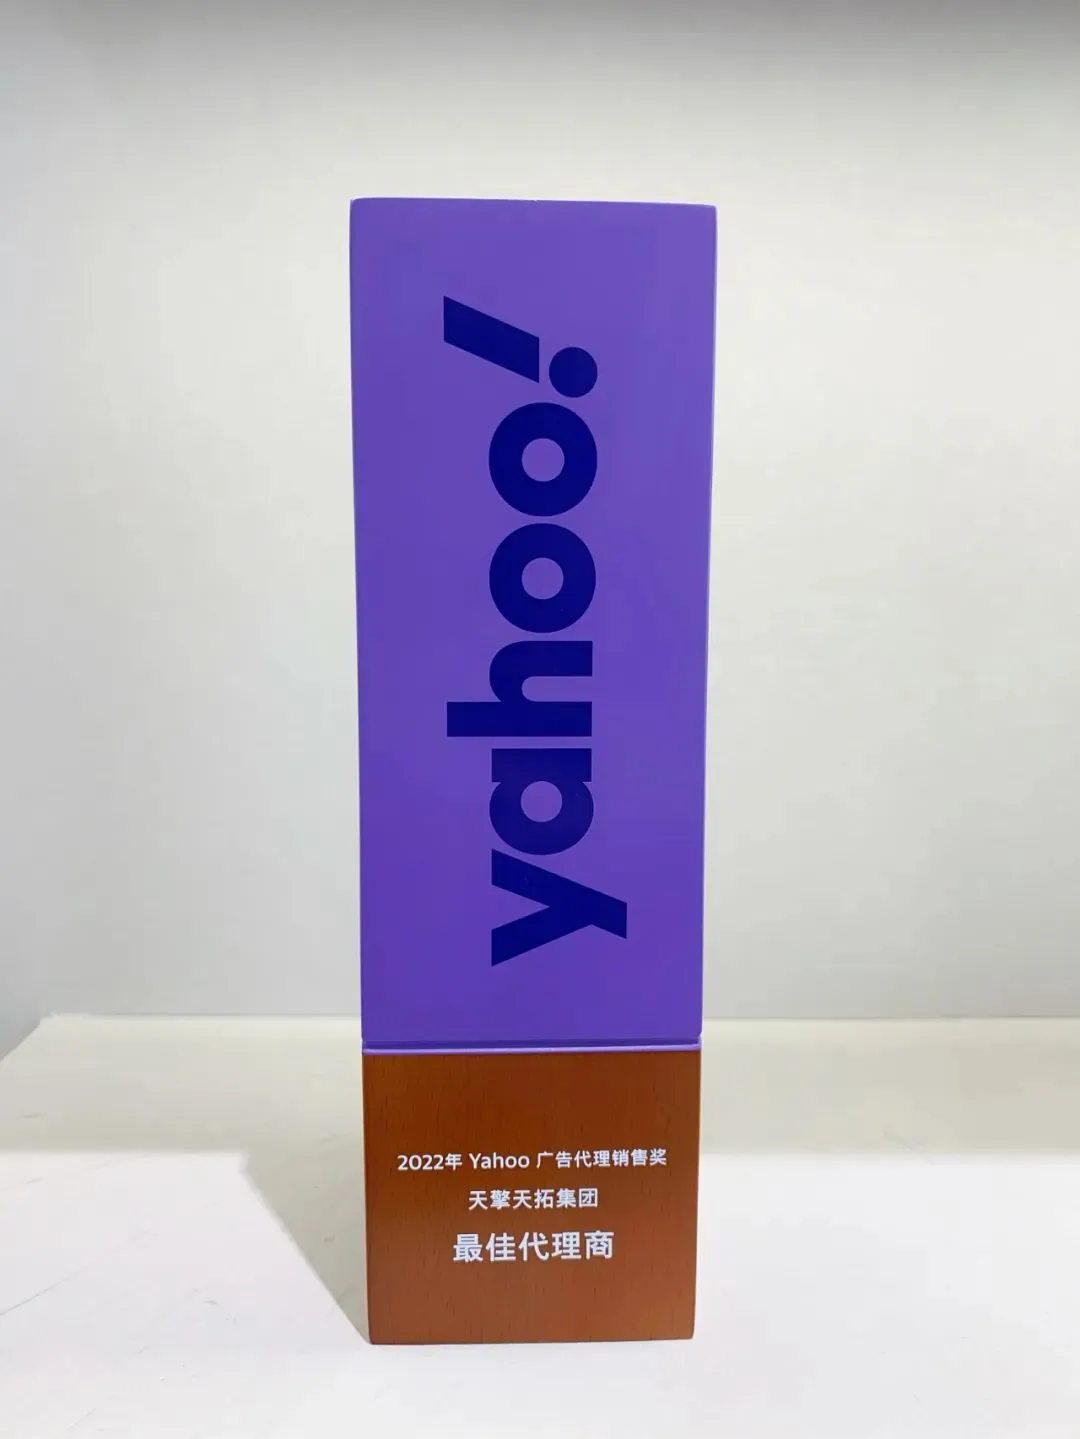 yahoo!
2022年 Yahoo 广告代理销售奖
天擎天拓集团
最佳代理商